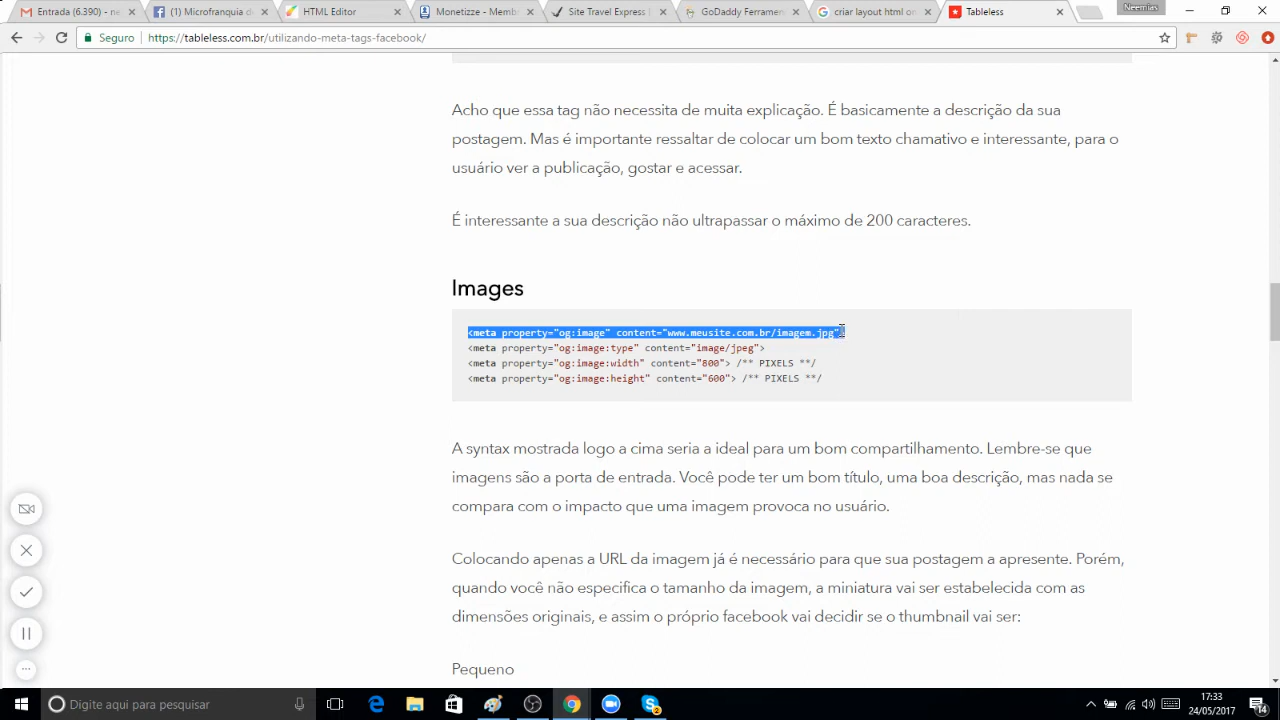 Entrada (6.390) - ne
(1) Microfranquia de
HTML Editor
Monetizze - Memb
Site Travel Express |
GoDaddy Ferramen
criar layout html on
Tableless
Neemias
Seguro
https://tableless.com.br/utilizando-meta-tags-facebook/
Acho que essa tag não necessita de muita explicação. É basicamente a descrição da sua
postagem. Mas é importante ressaltar de colocar um bom texto chamativo e interessante, para o
usuário ver a publicação, gostar e acessar.
É interessante a sua descrição não ultrapassar o máximo de 200 caracteres.
Images
<meta property="og:image" content="www.meusite.com.br/imagem.jpg">
<meta property="og:image:type" content="image/jpeg">
<meta property="og:image:width" content="800"> /** PIXELS **/
<meta property="og:image:height" content="600"> /** PIXELS **/
A syntax mostrada logo a cima seria a ideal para um bom compartilhamento. Lembre-se que
imagens são a porta de entrada. Você pode ter um bom título, uma boa descrição, mas nada se
compara com o impacto que uma imagem provoca no usuário.
Colocando apenas a URL da imagem já é necessário para que sua postagem a apresente. Porém,
quando você não especifica o tamanho da imagem, a miniatura vai ser estabelecida com as
dimensões originais, e assim o próprio facebook vai decidir se o thumbnail vai ser:
Pequeno
Digite aqui para pesquisar
17:33
24/05/2017
14